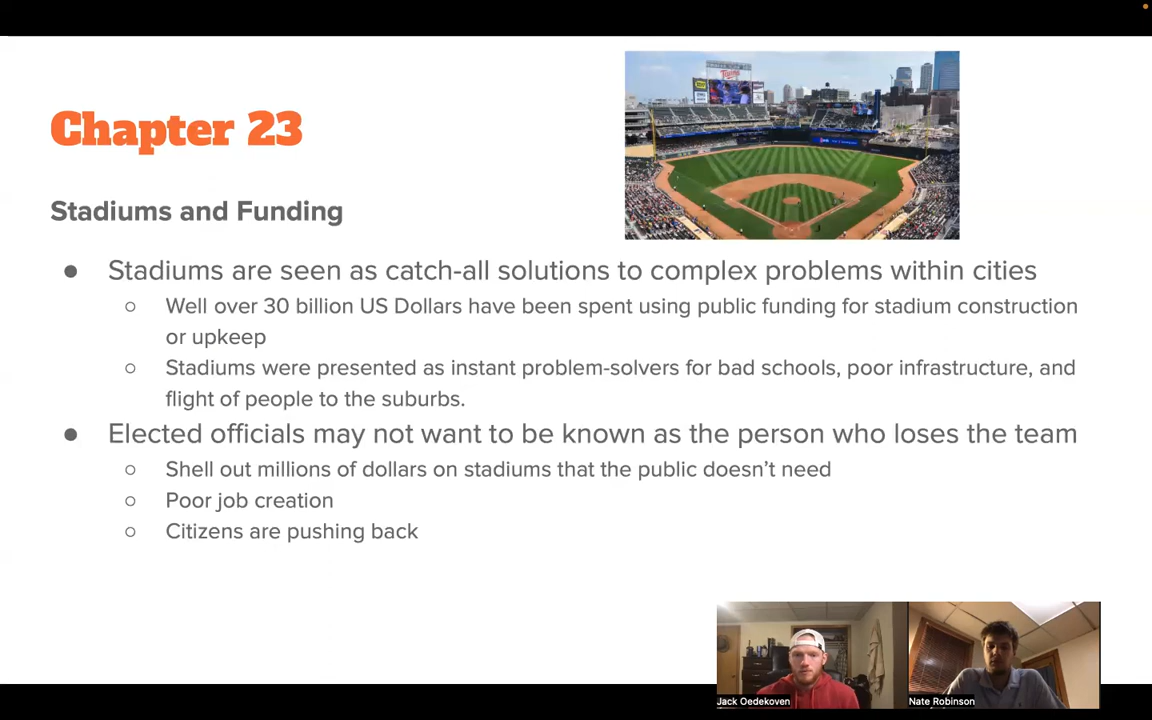 Chapter 23
Twins
Stadiums and Funding
● Stadiums are seen as catch-all solutions to complex problems within cities
○ Well over 30 billion US Dollars have been spent using public funding for stadium construction
or upkeep
○ Stadiums were presented as instant problem-solvers for bad schools, poor infrastructure, and
flight of people to the suburbs.
● Elected officials may not want to be known as the person who loses the team
○ Shell out millions of dollars on stadiums that the public doesn’t need
○ Poor job creation
○ Citizens are pushing back
Jack Oedekoven
Nate Robinson